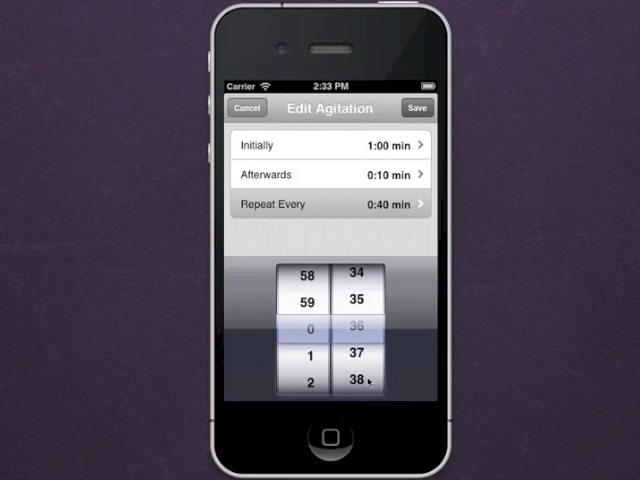 Carrier 2:33 PM
Cancel Edit Agitation Save
Initially 1:00 min
Afterwards 0:10 min
Repeat Every 0:40 min
58 34
59 35
0 36
1 37
2 38